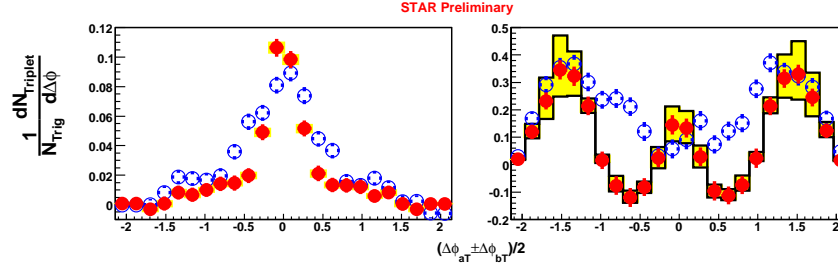 STAR Preliminary
1 dN_Triplet
N_Trig d∆ϕ
0.12
0.1
0.08
0.06
0.04
0.02
0
-2 -1.5 -1 -0.5 0 0.5 1 1.5 2
0.5
0.4
0.3
0.2
0.1
0
-0.1
-0.2
-2 -1.5 -1 -0.5 0 0.5 1 1.5 2
(∆ϕ_aT±∆ϕ_bT)/2